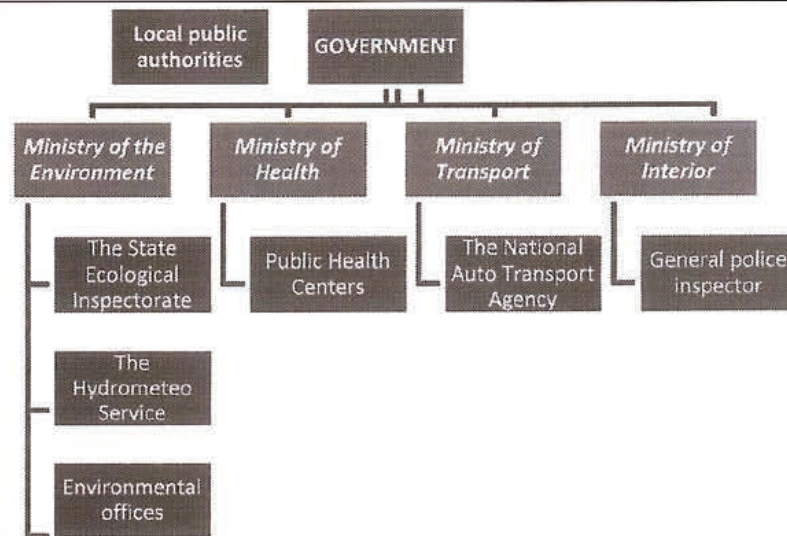 Local public
authorities
GOVERNMENT
Ministry of the
Environment
Ministry of
Health
Ministry of
Transport
Ministry of
Interior
The State
Ecological
Inspectorate
Public Health
Centers
The National
Auto Transport
Agency
General police
inspector
The
Hydrometeo
Service
Environmental
offices